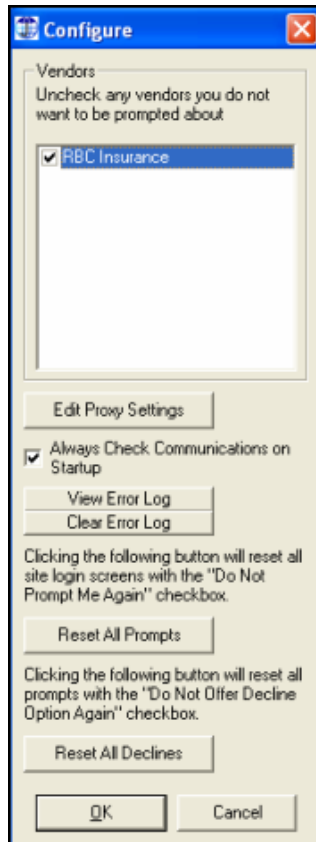 Configure
Vendors
Uncheck any vendors you do not
want to be prompted about
RBC Insurance
Edit Proxy Settings
Always Check Communications on
Startup
View Error Log
Clear Error Log
Clicking the following button will reset all
site login screens with the "Do Not
Prompt Me Again" checkbox.
Reset All Prompts
Clicking the following button will reset all
prompts with the "Do Not Offer Decline
Option Again" checkbox.
Reset All Declines
OK Cancel